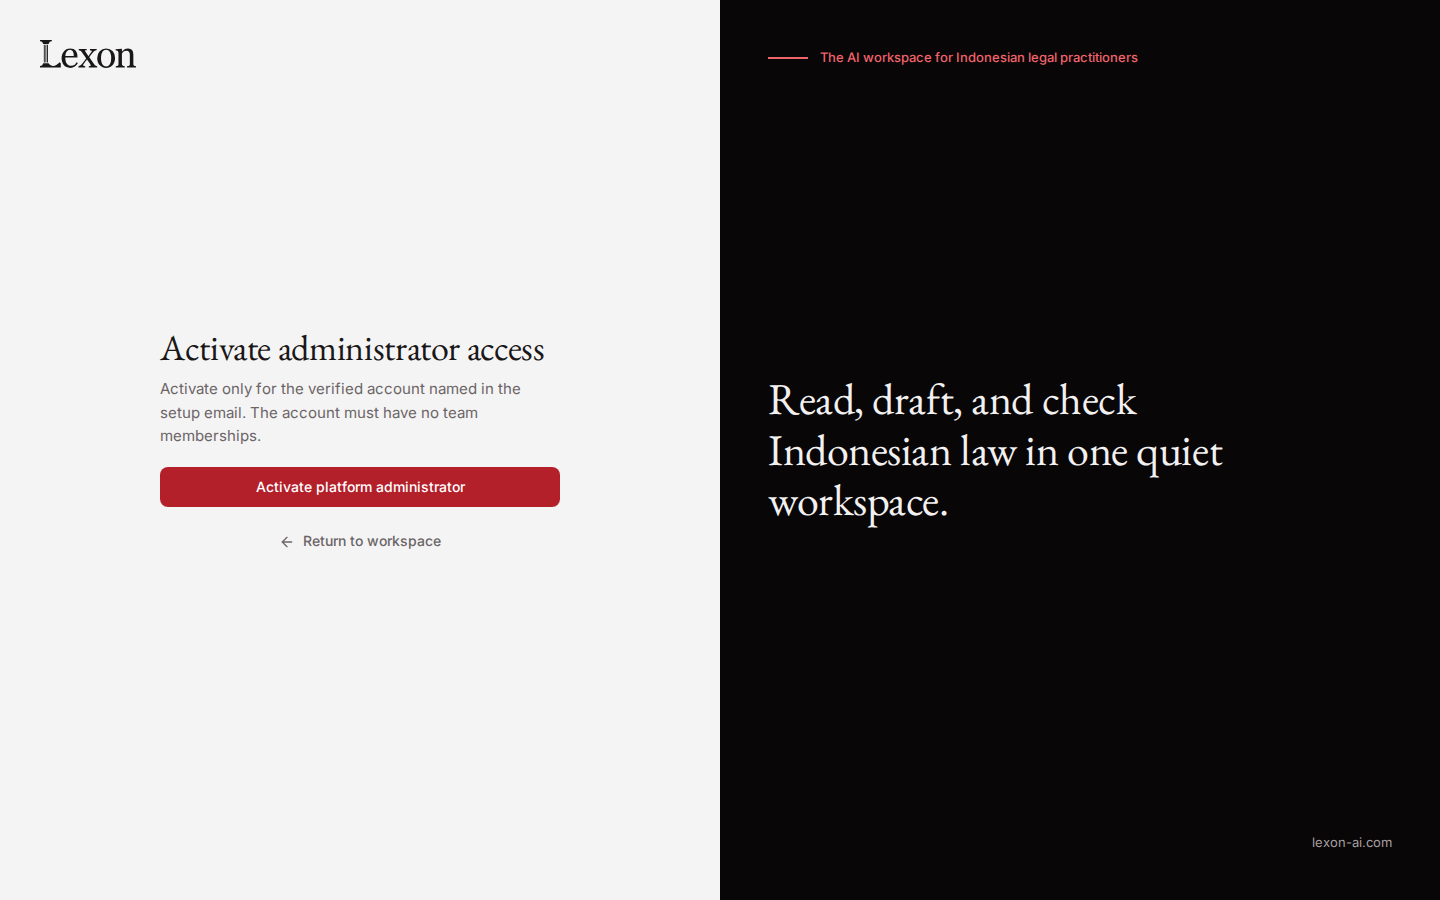 Lexon
Activate administrator access
Activate only for the verified account named in the
setup email. The account must have no team
memberships.
Activate platform administrator
Return to workspace
The AI workspace for Indonesian legal practitioners
Read, draft, and check
Indonesian law in one quiet
workspace.
lexon-ai.com